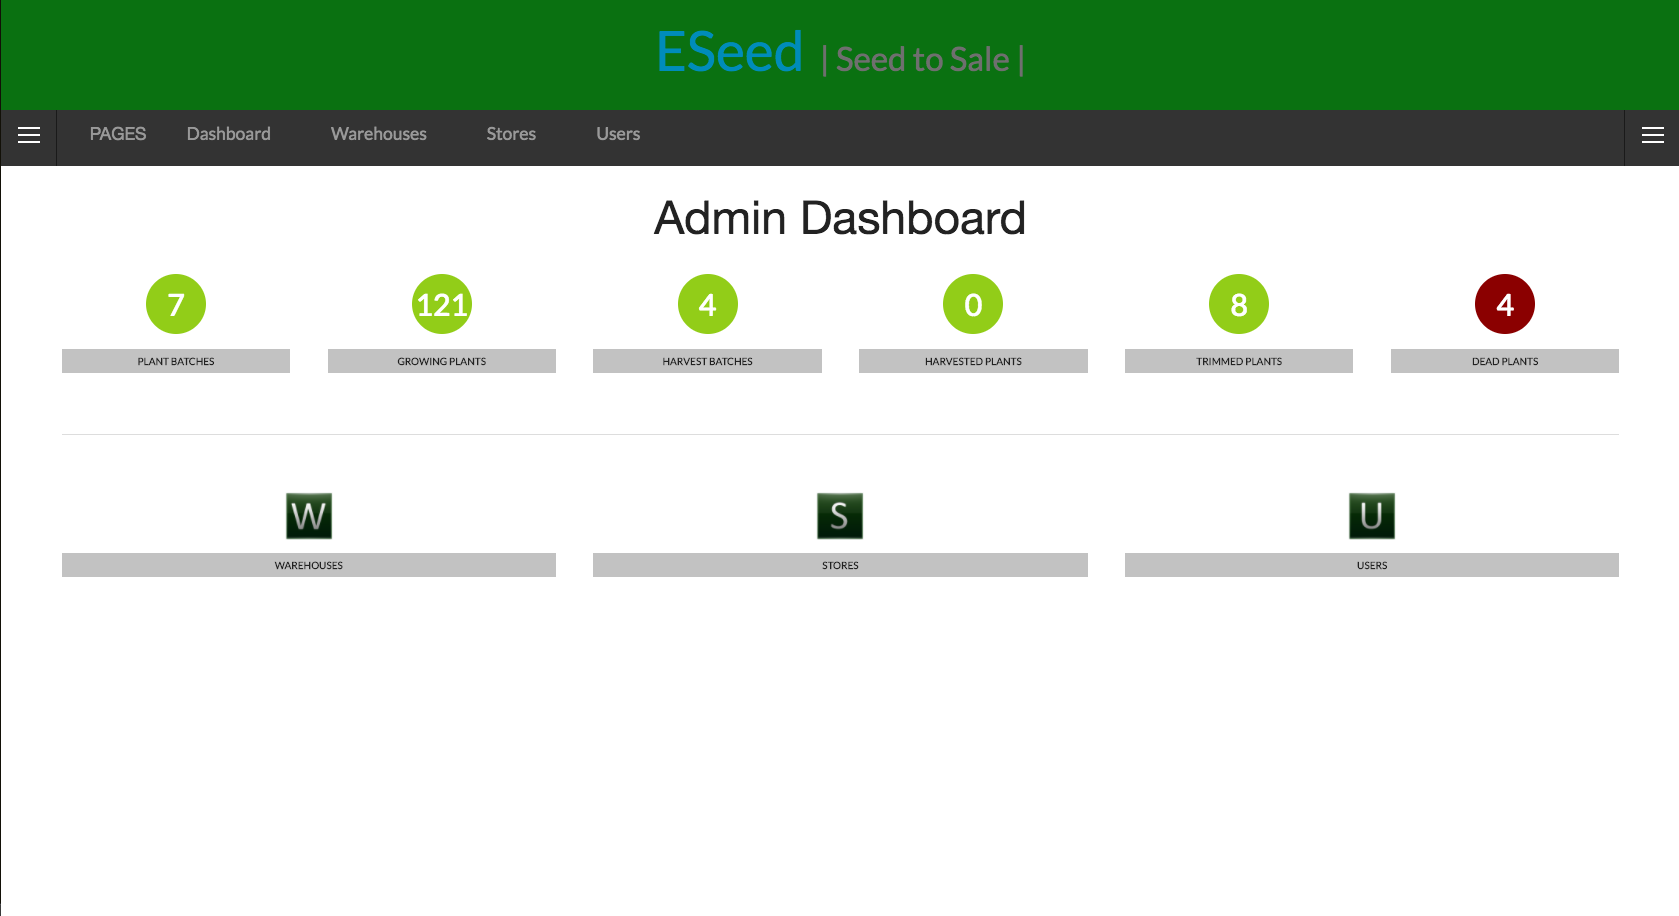 ESeed | Seed to Sale |
PAGES Dashboard Warehouses Stores Users
Admin Dashboard
7 121 4 0 8 4
PLANT BATCHES GROWING PLANTS HARVEST BATCHES HARVESTED PLANTS TRIMMED PLANTS DEAD PLANTS
W S U
WAREHOUSES STORES USERS